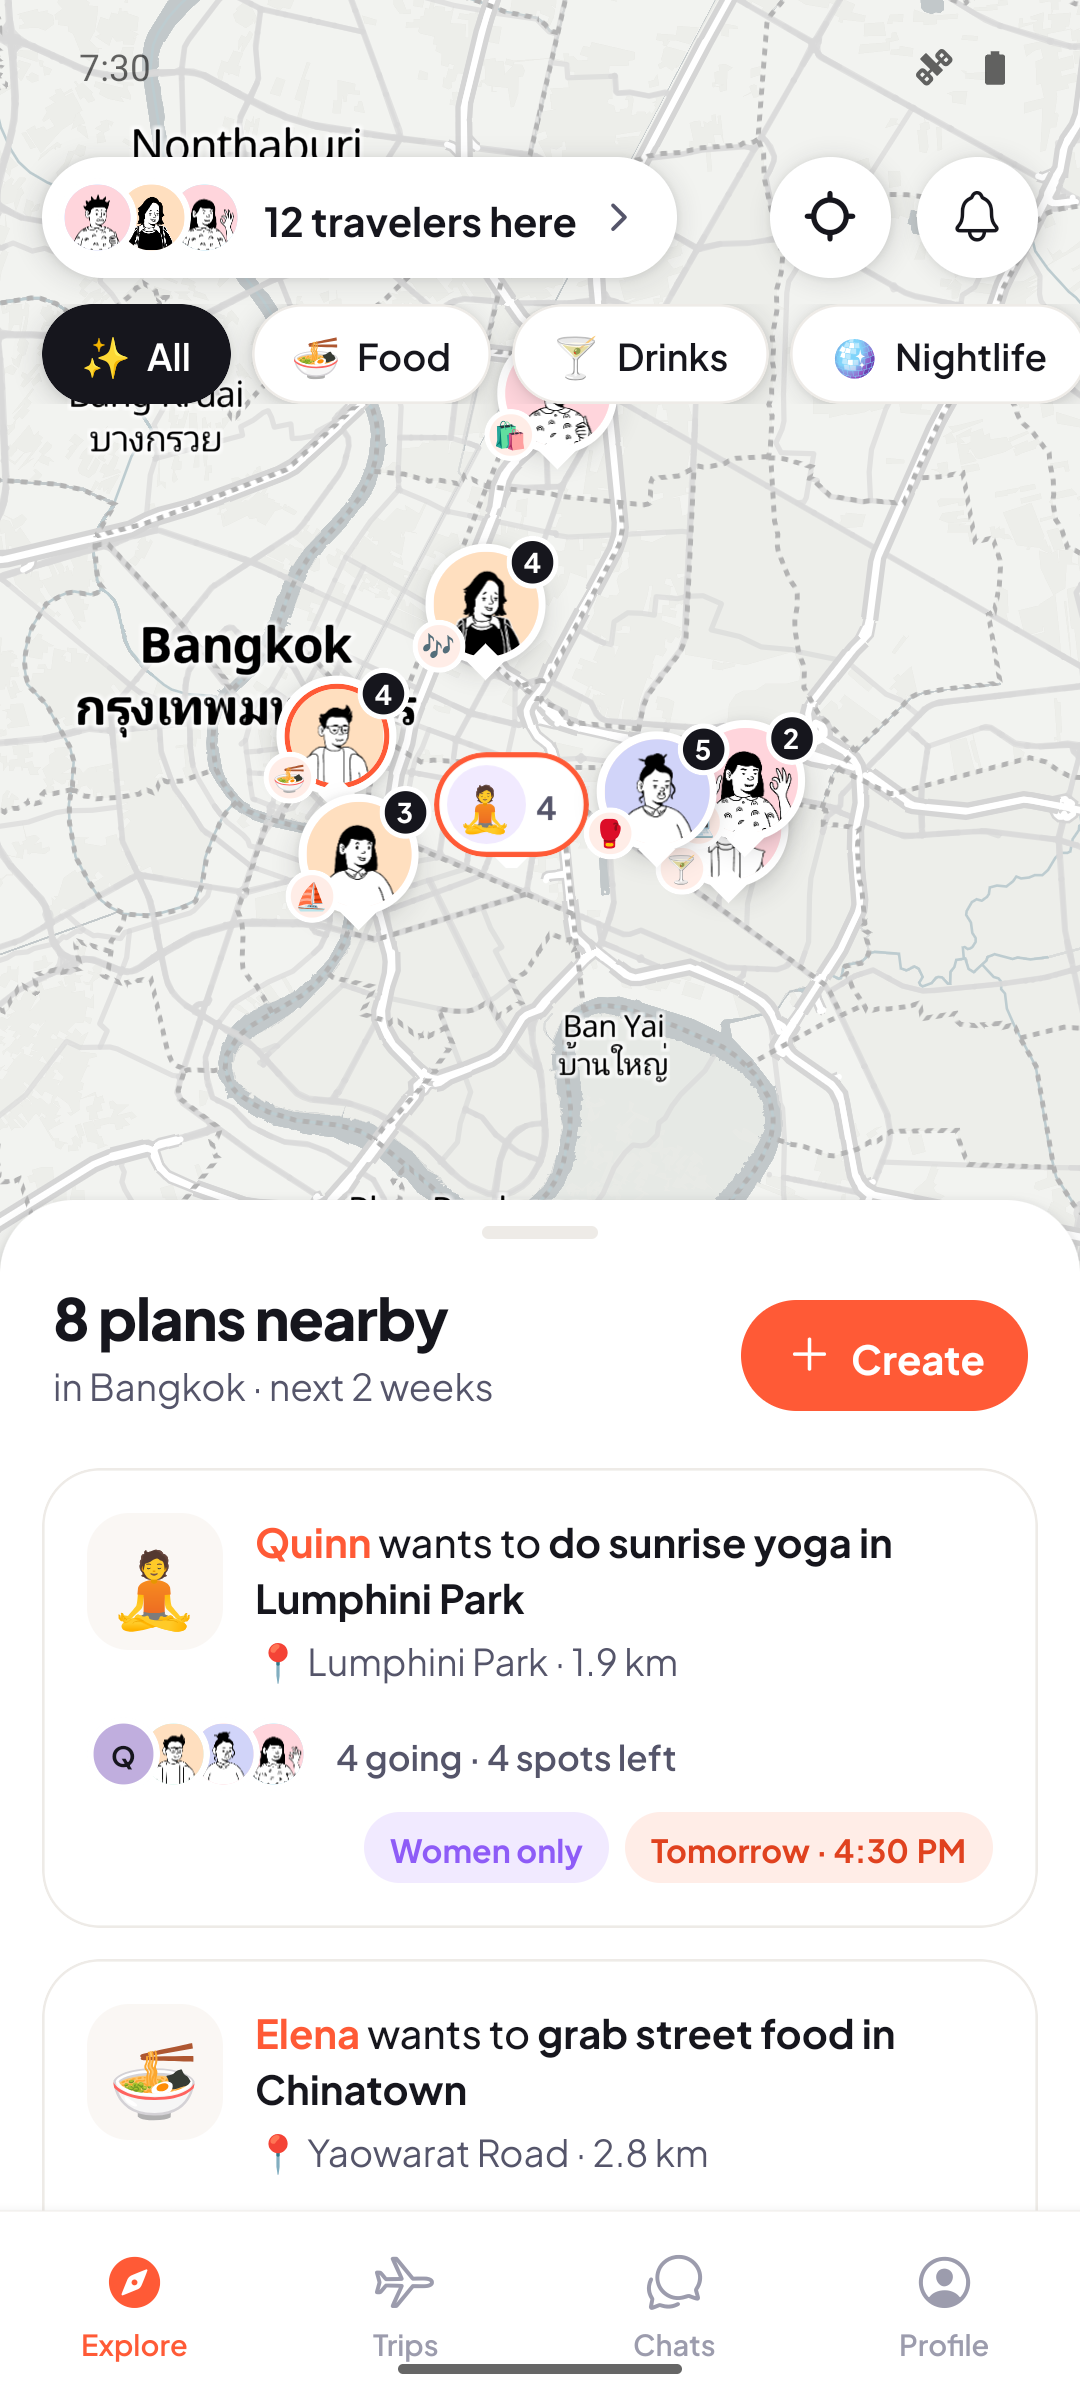 7:30
Nonthaburi
12 travelers here
All
Food
Drinks
Nightlife
บางกรวย
4
Bangkok
4
3
4
5
2
Ban Yai
บ้านใหญ่
8 plans nearby
in Bangkok · next 2 weeks
Create
Quinn wants to do sunrise yoga in
Lumphini Park
Lumphini Park · 1.9 km
Q
4 going · 4 spots left
Women only
Tomorrow · 4:30 PM
Elena wants to grab street food in
Chinatown
Yaowarat Road · 2.8 km
Explore
Trips
Chats
Profile